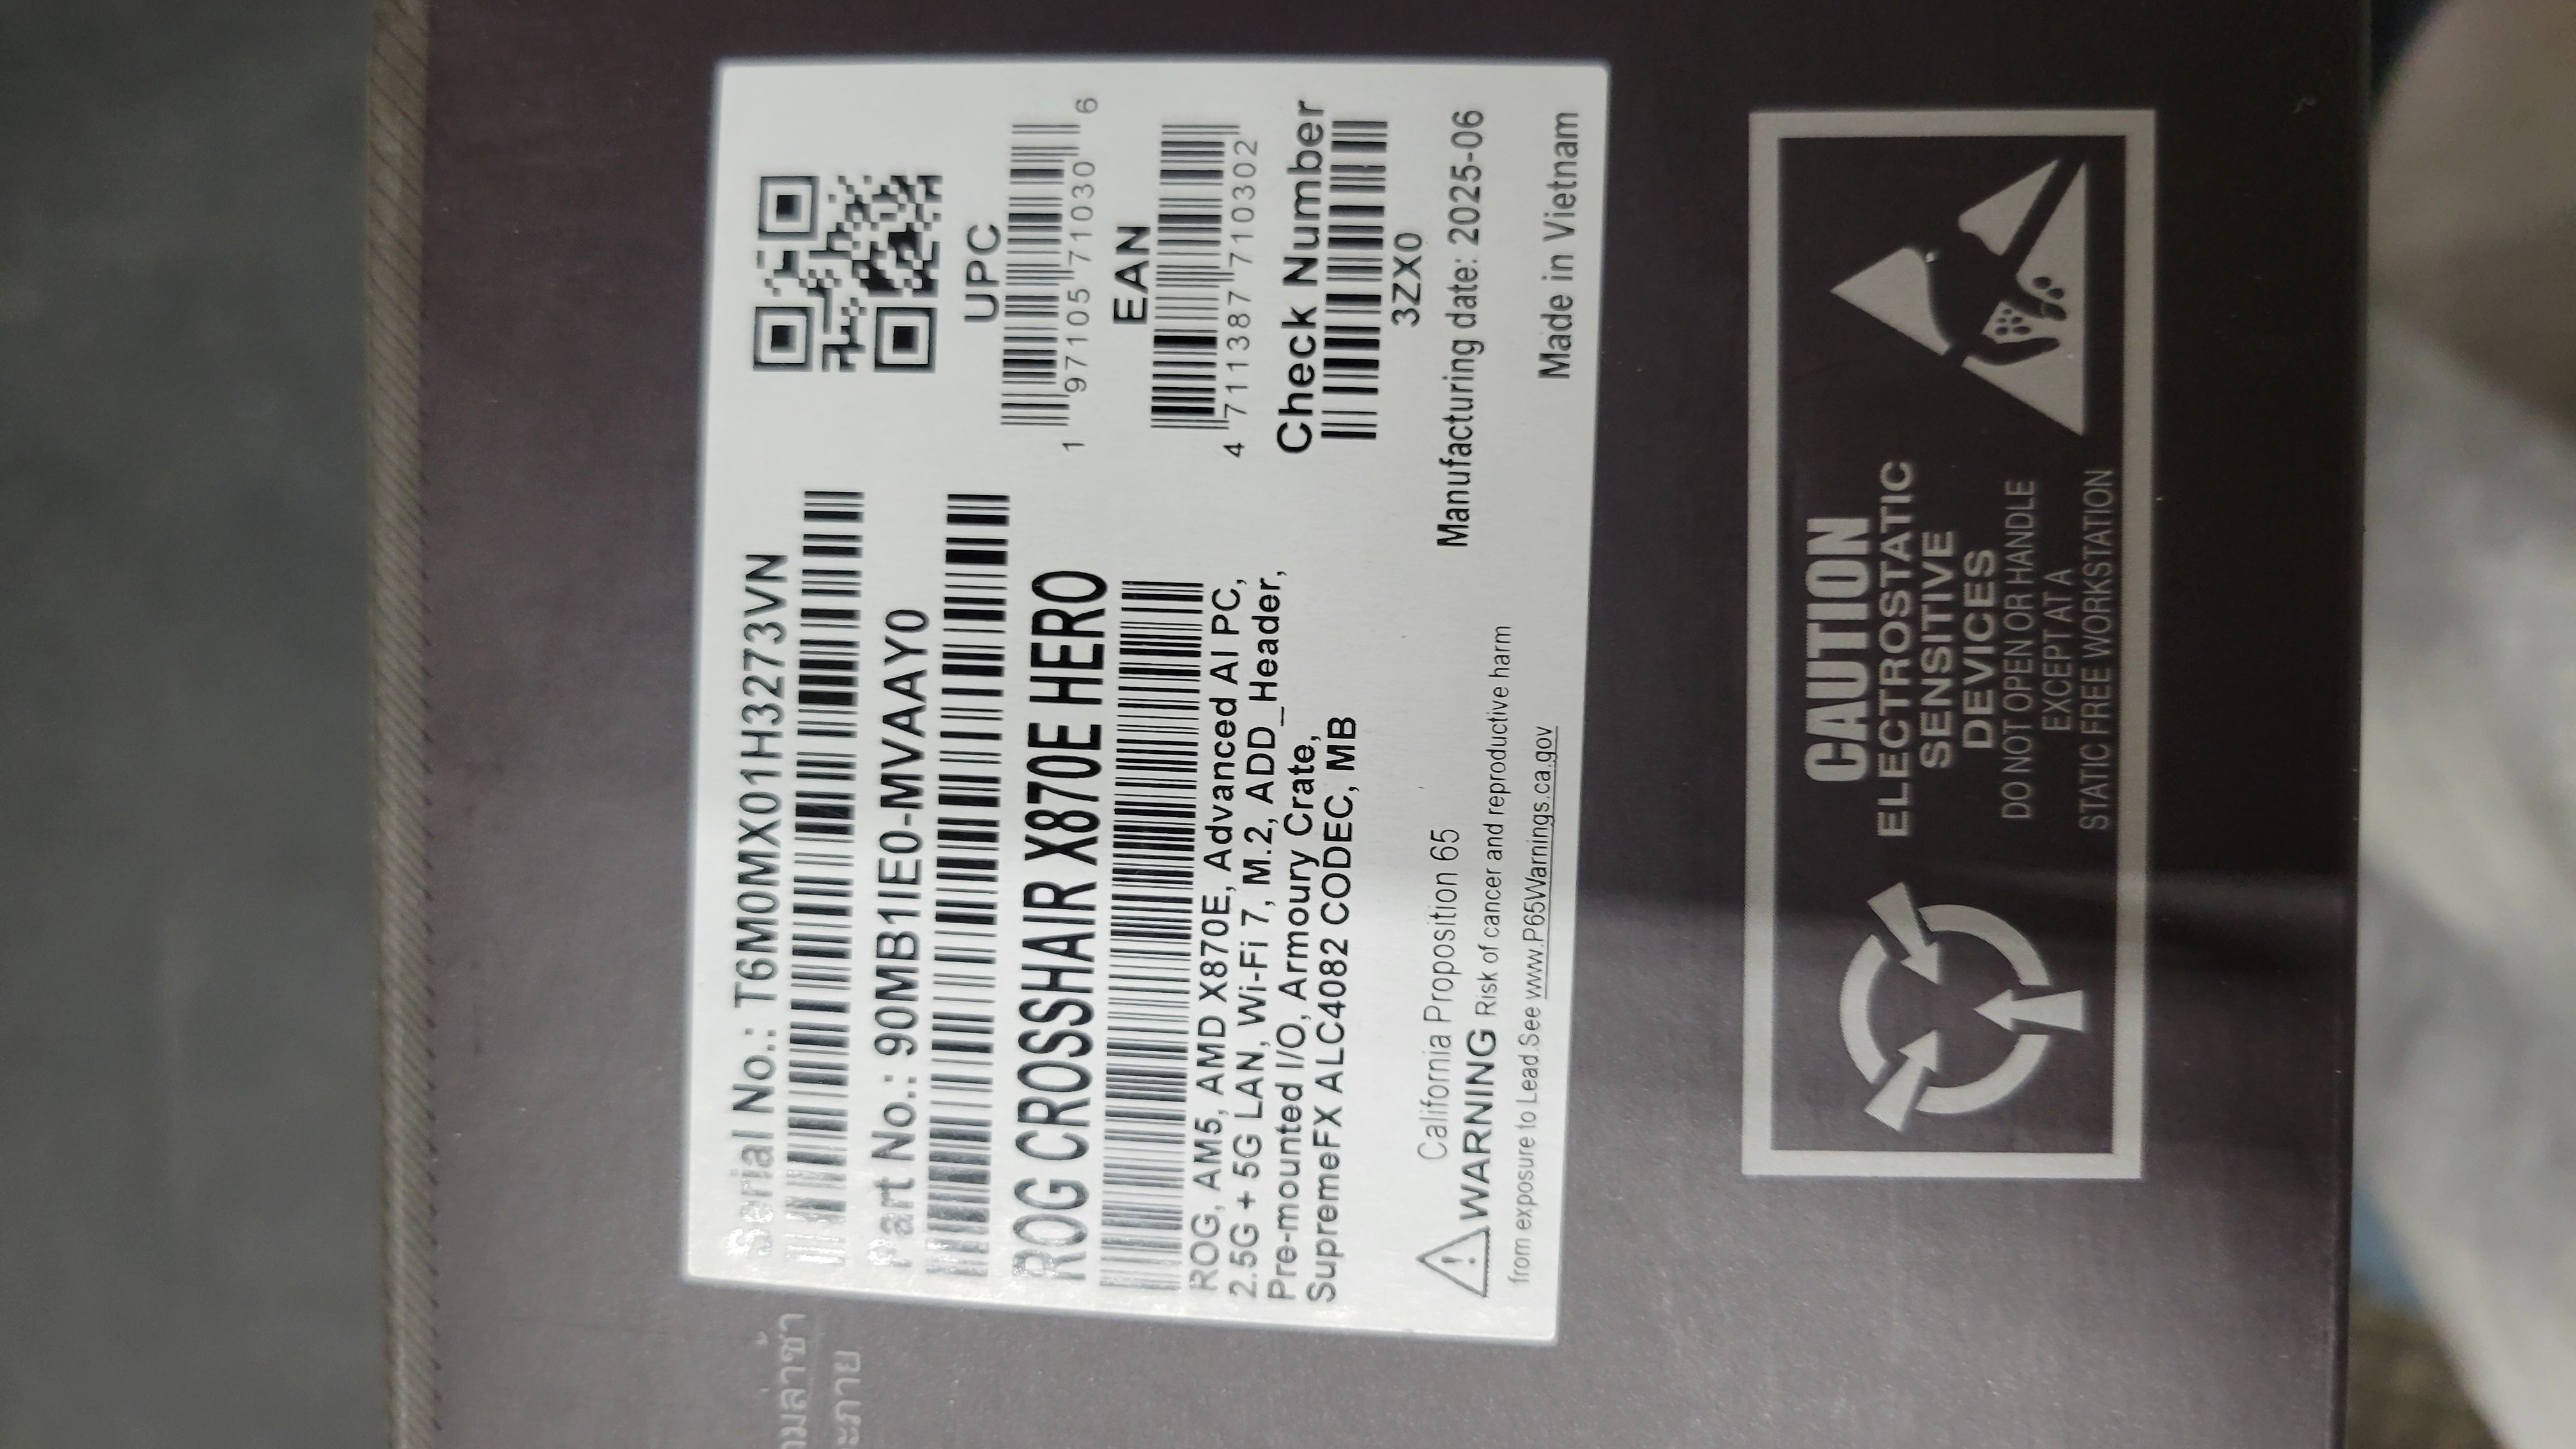 Serial No.: T6M0MX01H3273VN
Part No.: 90MB1IE0-MVAAY0
ROG CROSSHAIR X870E HERO
ROG, AM5, AMD X870E, Advanced AI PC,
2.5G + 5G LAN, Wi-Fi 7, M.2, ADD_Header,
Pre-mounted I/O, Armoury Crate,
SupremeFX ALC4082 CODEC, MB
UPC
1 97105 71030 6
EAN
4 711387 710302
Check Number
3ZX0
Manufacturing date: 2025-06
Made in Vietnam
California Proposition 65
WARNING Risk of cancer and reproductive harm
from exposure to Lead.See www.P65Warnings.ca.gov
CAUTION
ELECTROSTATIC
SENSITIVE
DEVICES
DO NOT OPEN OR HANDLE
EXCEPT AT A
STATIC FREE WORKSTATION